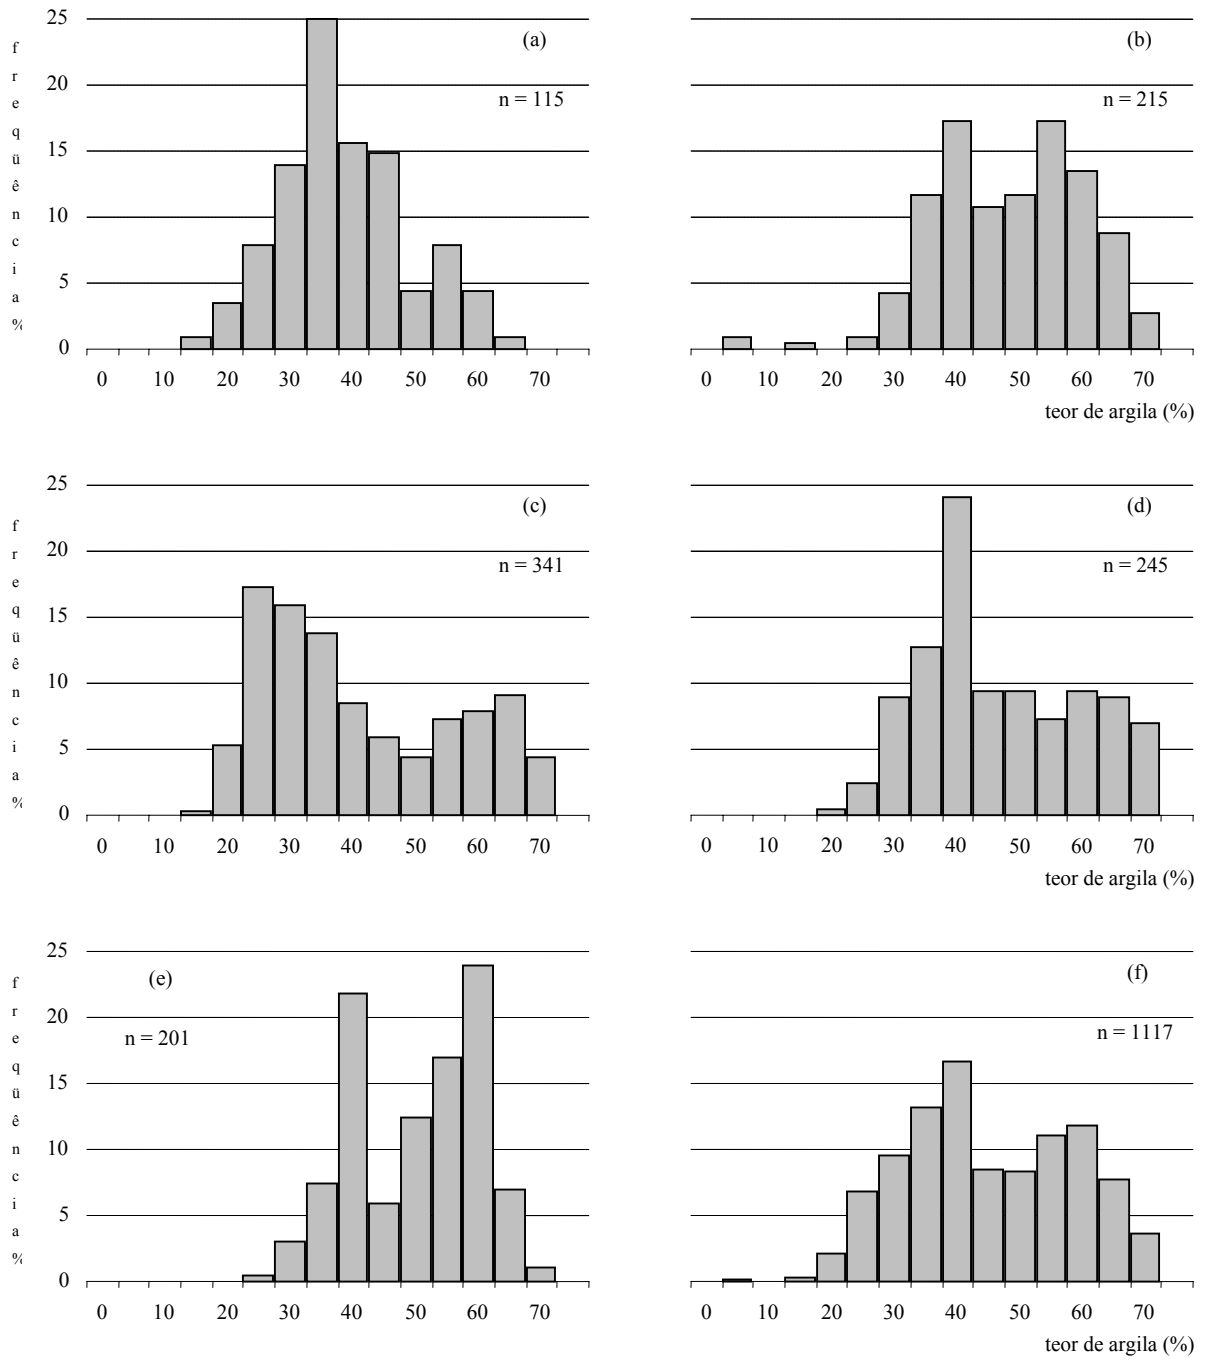 freqüência %
25
20
15
10
5
0
(a)
n = 115
0 10 20 30 40 50 60 70
(b)
n = 215
0 10 20 30 40 50 60 70
teor de argila (%)
freqüência %
25
20
15
10
5
0
(c)
n = 341
0 10 20 30 40 50 60 70
(d)
n = 245
0 10 20 30 40 50 60 70
teor de argila (%)
freqüência %
25
20
15
10
5
0
(e)
n = 201
0 10 20 30 40 50 60 70
(f)
n = 1117
0 10 20 30 40 50 60 70
teor de argila (%)